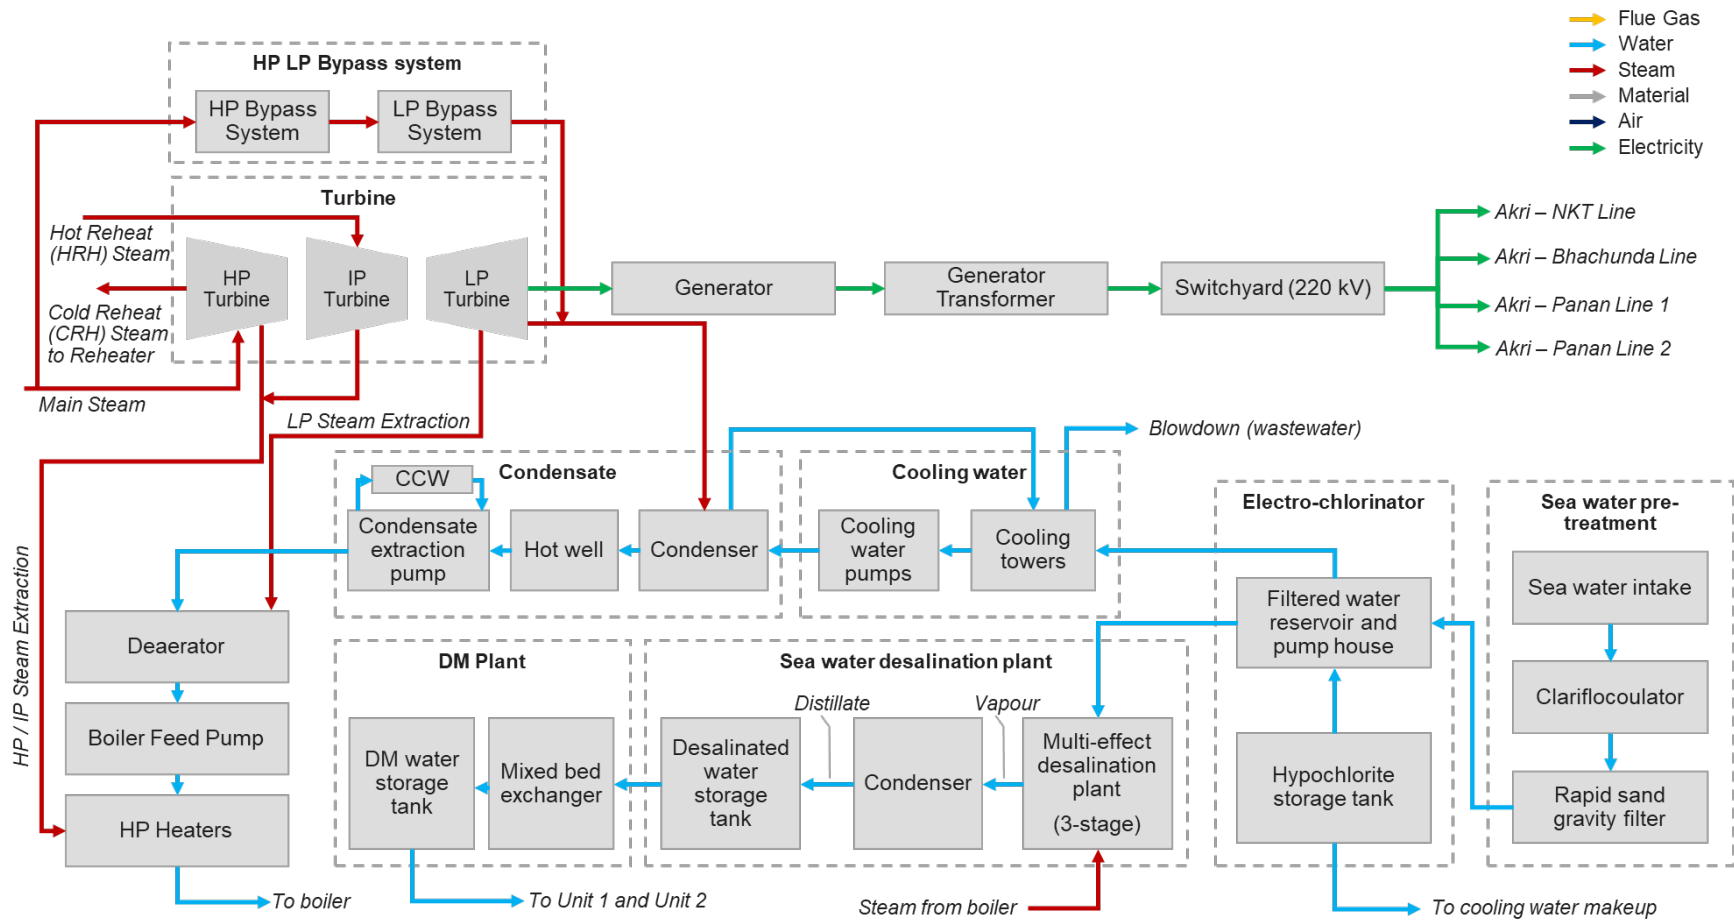 Flue Gas
Water
Steam
Material
Air
Electricity
HP LP Bypass system
HP Bypass
System
LP Bypass
System
Turbine
Hot Reheat
(HRH) Steam
HP
Turbine
IP
Turbine
LP
Turbine
Cold Reheat
(CRH) Steam
to Reheater
Main Steam
Generator
Generator
Transformer
Switchyard (220 kV)
Akri – NKT Line
Akri – Bhachunda Line
Akri – Panan Line 1
Akri – Panan Line 2
LP Steam Extraction
HP / IP Steam Extraction
Blowdown (wastewater)
Condensate
CCW
Condensate
extraction
pump
Hot well
Condenser
Cooling water
Cooling
water
pumps
Cooling
towers
Electro-chlorinator
Filtered water
reservoir and
pump house
Hypochlorite
storage tank
Sea water pre-
treatment
Sea water intake
Clariflocoulator
Rapid sand
gravity filter
Deaerator
Boiler Feed Pump
HP Heaters
To boiler
DM Plant
DM water
storage
tank
Mixed bed
exchanger
To Unit 1 and Unit 2
Sea water desalination plant
Distillate
Vapour
Desalinated
water
storage
tank
Condenser
Multi-effect
desalination
plant
(3-stage)
Steam from boiler
To cooling water makeup